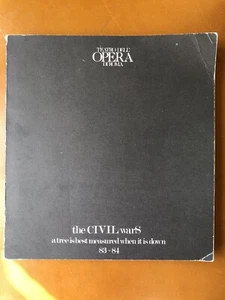 TEATRO DELL'
OPERA
DI ROMA
the CIVIL warS
a tree is best measured when it is down
83-84